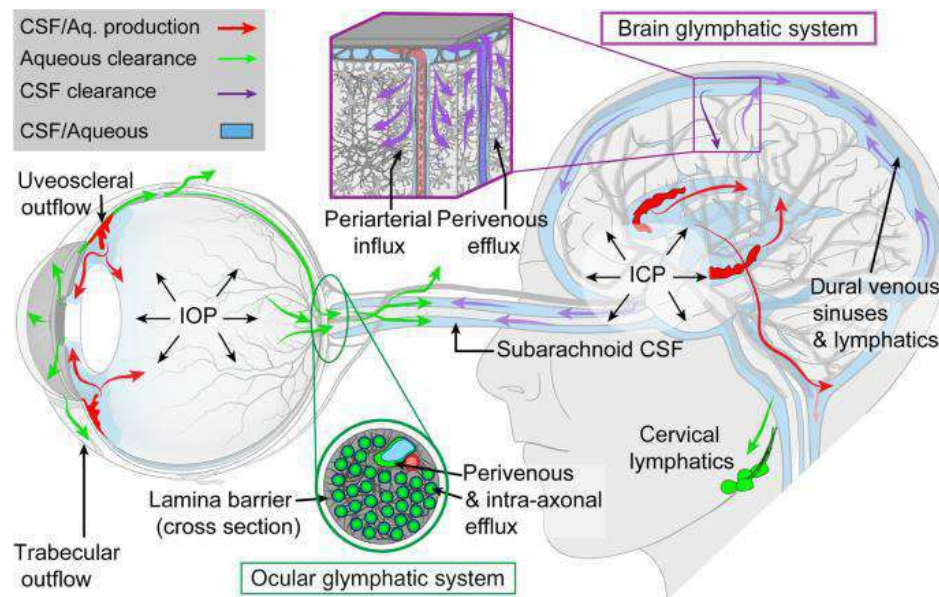 CSF/Aq. production
Aqueous clearance
CSF clearance
CSF/Aqueous
Brain glymphatic system
Uveoscleral
outflow
Periarterial
influx
Perivenous
efflux
IOP
ICP
Dural venous
sinuses
& lymphatics
Subarachnoid CSF
Cervical
lymphatics
Lamina barrier
(cross section)
Perivenous
& intra-axonal
efflux
Trabecular
outflow
Ocular glymphatic system